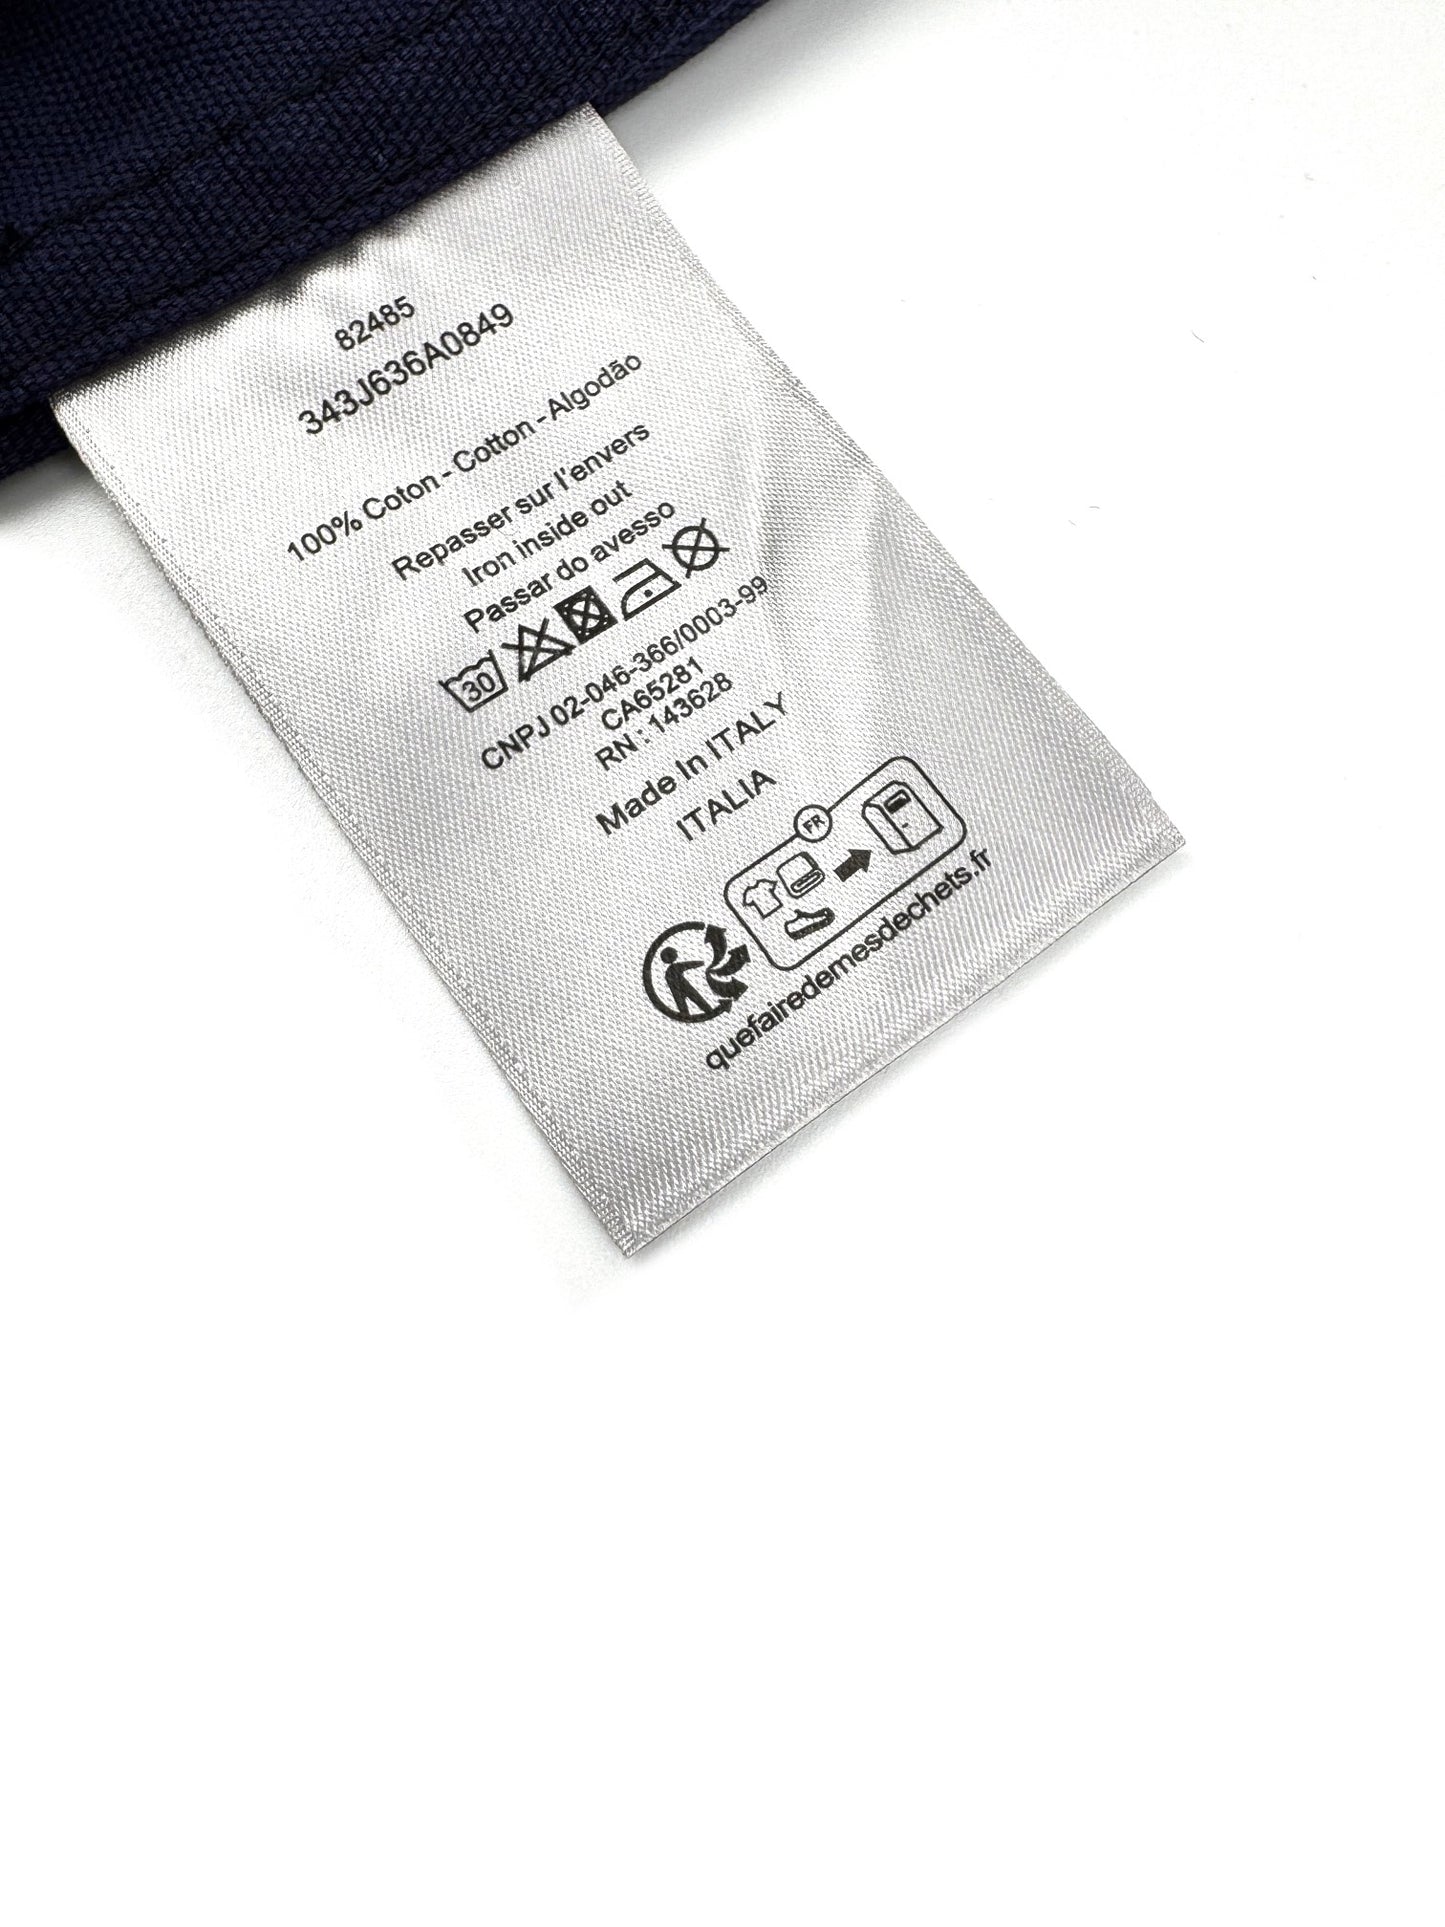 82485
343J636A0849
100% Coton - Cotton - Algodão
Repasser sur l'envers
Iron inside out
Passar do avesso
30
CNPJ 02-046-366/0003-99
CA65281
RN : 143628
Made In ITALY
ITALIA
FR
quefairedemesdechets.fr